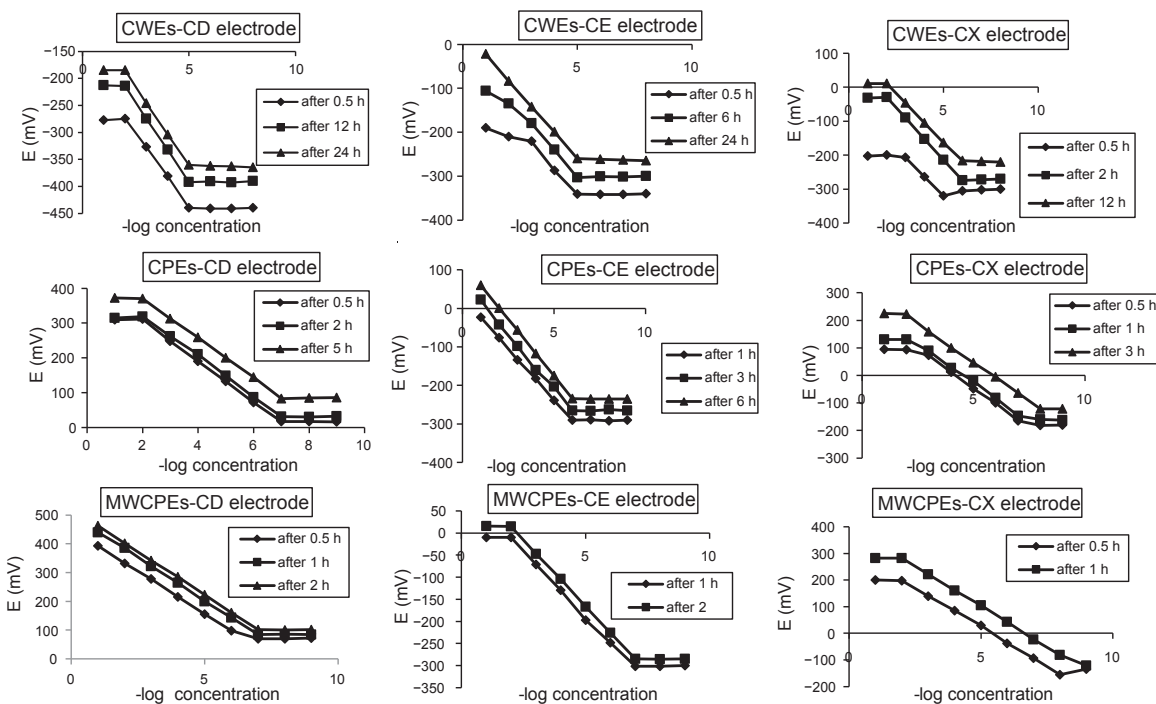 CWEs-CD electrode
−150
0
5
10
−200
−250
−300
−350
−400
−450
E (mV)
after 0.5 h
after 12 h
after 24 h
-log concentration
CWEs-CE electrode
0
0
5
10
−100
−200
−300
−400
E (mV)
after 0.5 h
after 6 h
after 24 h
-log concentration
CWEs-CX electrode
100
0
0
5
10
−100
−200
−300
−400
E (mV)
after 0.5 h
after 2 h
after 12 h
-log concentration
CPEs-CD electrode
400
300
200
100
0
0
2
4
6
8
10
E (mV)
after 0.5 h
after 2 h
after 5 h
-log concentration
CPEs-CE electrode
100
0
0
5
10
−100
−200
−300
−400
E (mV)
after 1 h
after 3 h
after 6 h
-log concentration
CPEs-CX electrode
300
200
100
0
0
5
10
−100
−200
−300
E (mV)
after 0.5 h
after 1 h
after 3 h
-log concentration
MWCPEs-CD electrode
500
400
300
200
100
0
0
5
10
E (mV)
after 0.5 h
after 1 h
after 2 h
-log concentration
MWCPEs-CE electrode
50
0
0
5
10
−50
−100
−150
−200
−250
−300
−350
E (mV)
after 1 h
after 2
-log concentration
MWCPEs-CX electrode
400
300
200
100
0
0
5
10
−100
−200
E (mV)
after 0.5 h
after 1 h
-log concentration